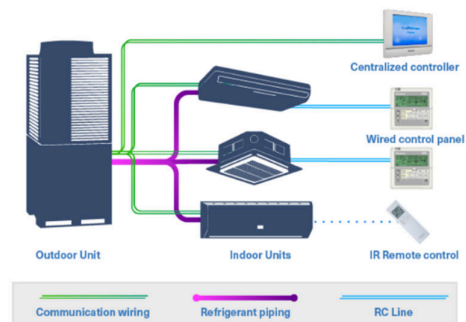 Centralized controller
Wired control panel
Outdoor Unit
Indoor Units
IR Remote control
Communication wiring
Refrigerant piping
RC Line